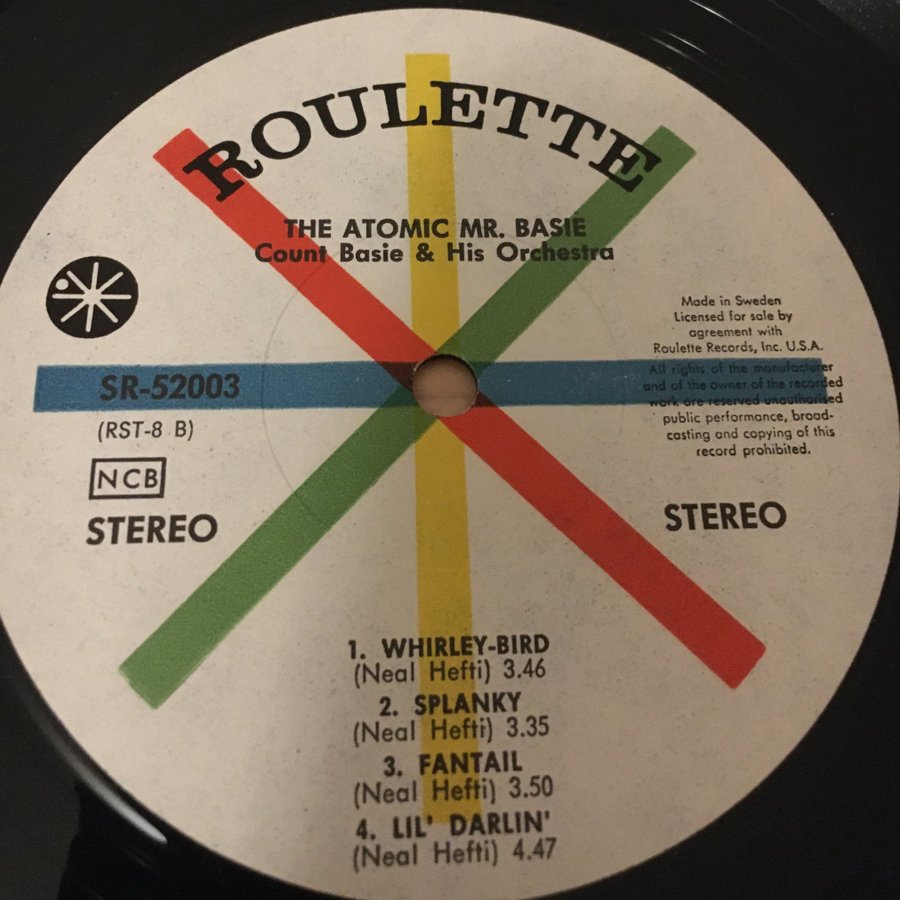 ROULETTE
THE ATOMIC MR. BASIE
Count Basie & His Orchestra
Made in Sweden
Licensed for sale by
agreement with
Roulette Records, Inc. U.S.A.
All rights of the manufacturer
and of the owner of the recorded
work are reserved unauthorised
public performance, broad-
casting and copying of this
record prohibited.
SR-52003
(RST-8 B)
NCB
STEREO
STEREO
1. WHIRLEY-BIRD
(Neal Hefti) 3.46
2. SPLANKY
(Neal Hefti) 3.35
3. FANTAIL
(Neal Hefti) 3.50
4. LIL' DARLIN'
(Neal Hefti) 4.47